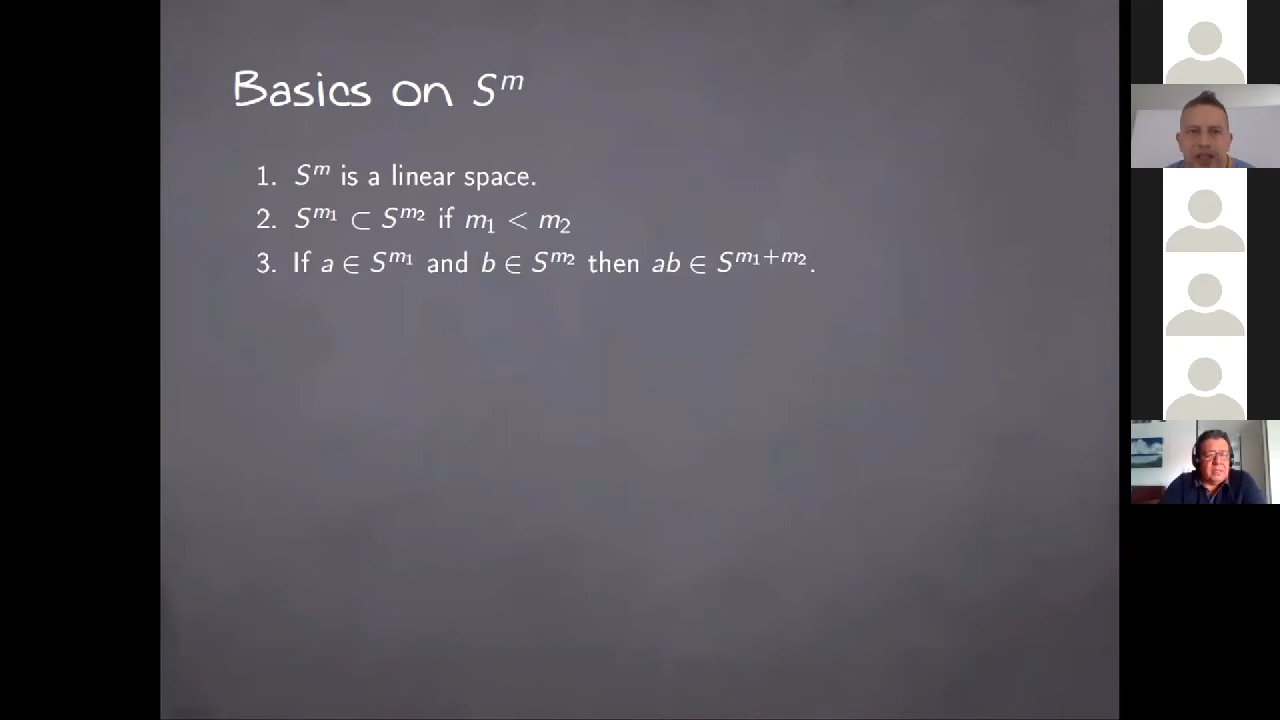 Basics on S^m
1. S^m is a linear space.
2. S^{m_1} ⊂ S^{m_2} if m_1 < m_2
3. If a ∈ S^{m_1} and b ∈ S^{m_2} then ab ∈ S^{m_1+m_2}.